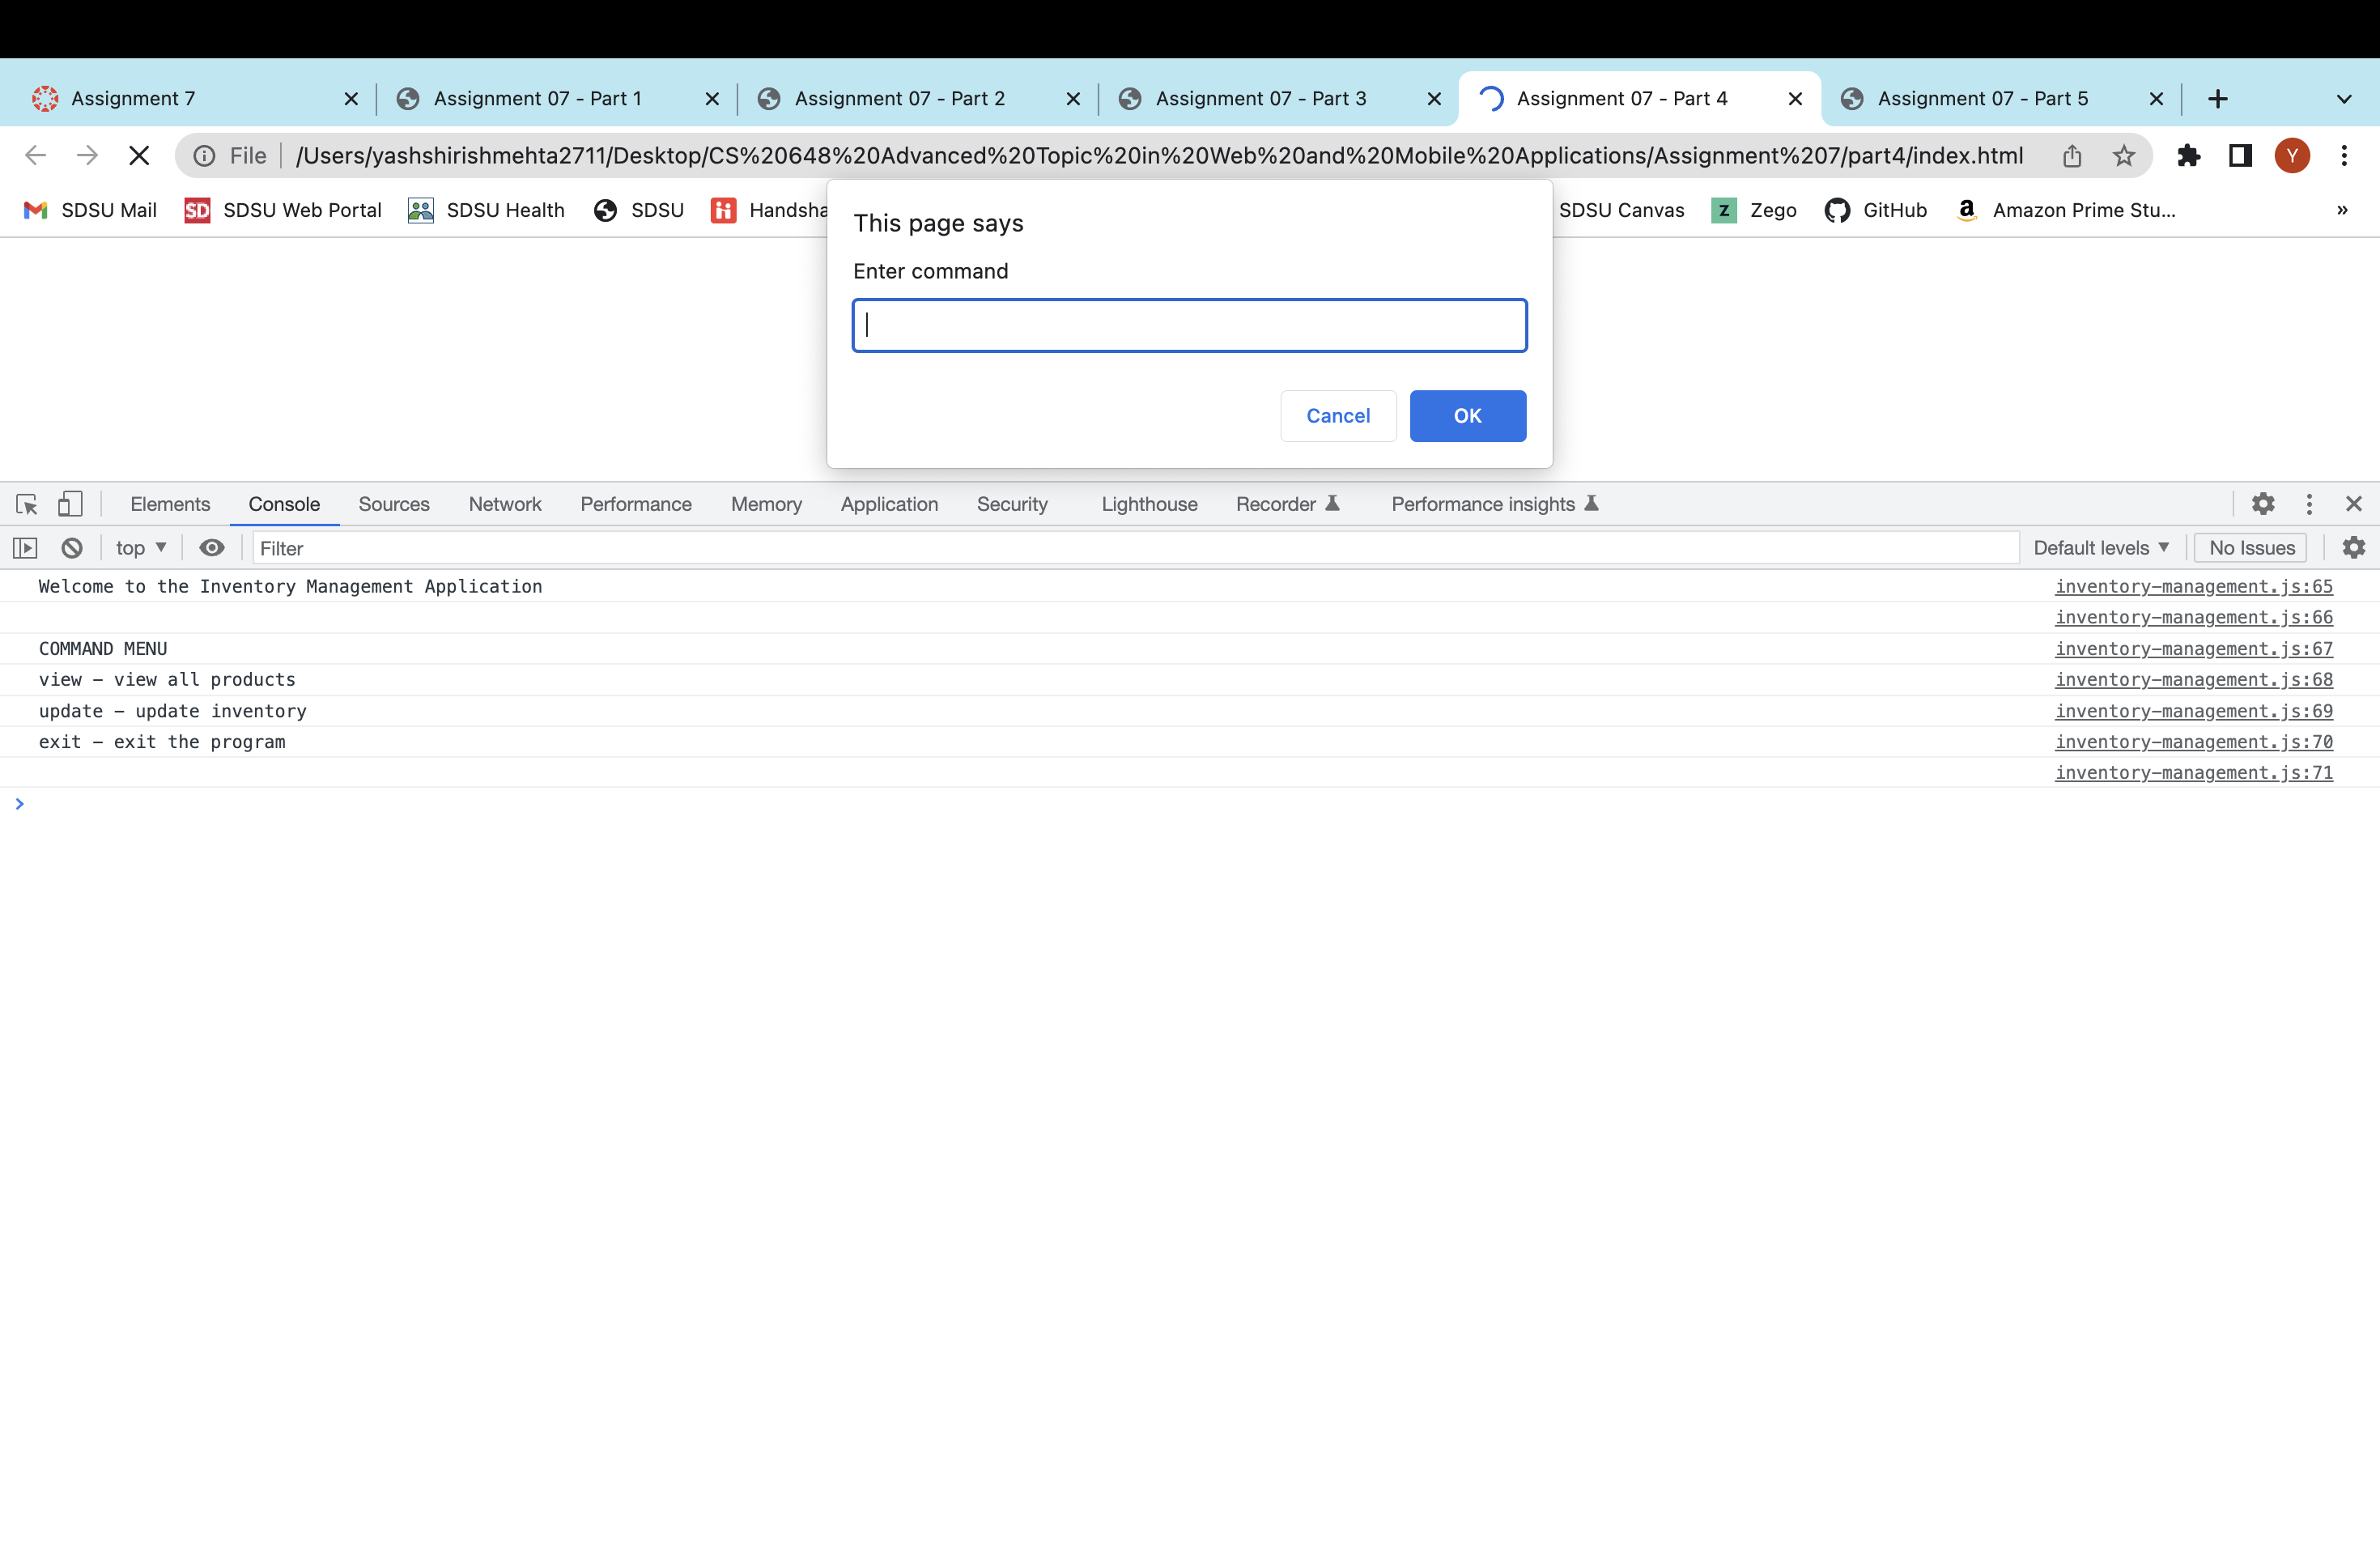 Assignment 7
Assignment 07 - Part 1
Assignment 07 - Part 2
Assignment 07 - Part 3
Assignment 07 - Part 4
Assignment 07 - Part 5
File
/Users/yashshirishmehta2711/Desktop/CS%20648%20Advanced%20Topic%20in%20Web%20and%20Mobile%20Applications/Assignment%207/part4/index.html
Y
SDSU Mail
SD SDSU Web Portal
SDSU Health
SDSU
Handsha
SDSU Canvas
Z Zego
GitHub
a Amazon Prime Stu...
»
This page says
Enter command
Cancel
OK
Elements
Console
Sources
Network
Performance
Memory
Application
Security
Lighthouse
Recorder
Performance insights
top
Filter
Default levels
No Issues
Welcome to the Inventory Management Application inventory-management.js:65
inventory-management.js:66
COMMAND MENU inventory-management.js:67
view - view all products inventory-management.js:68
update - update inventory inventory-management.js:69
exit - exit the program inventory-management.js:70
inventory-management.js:71